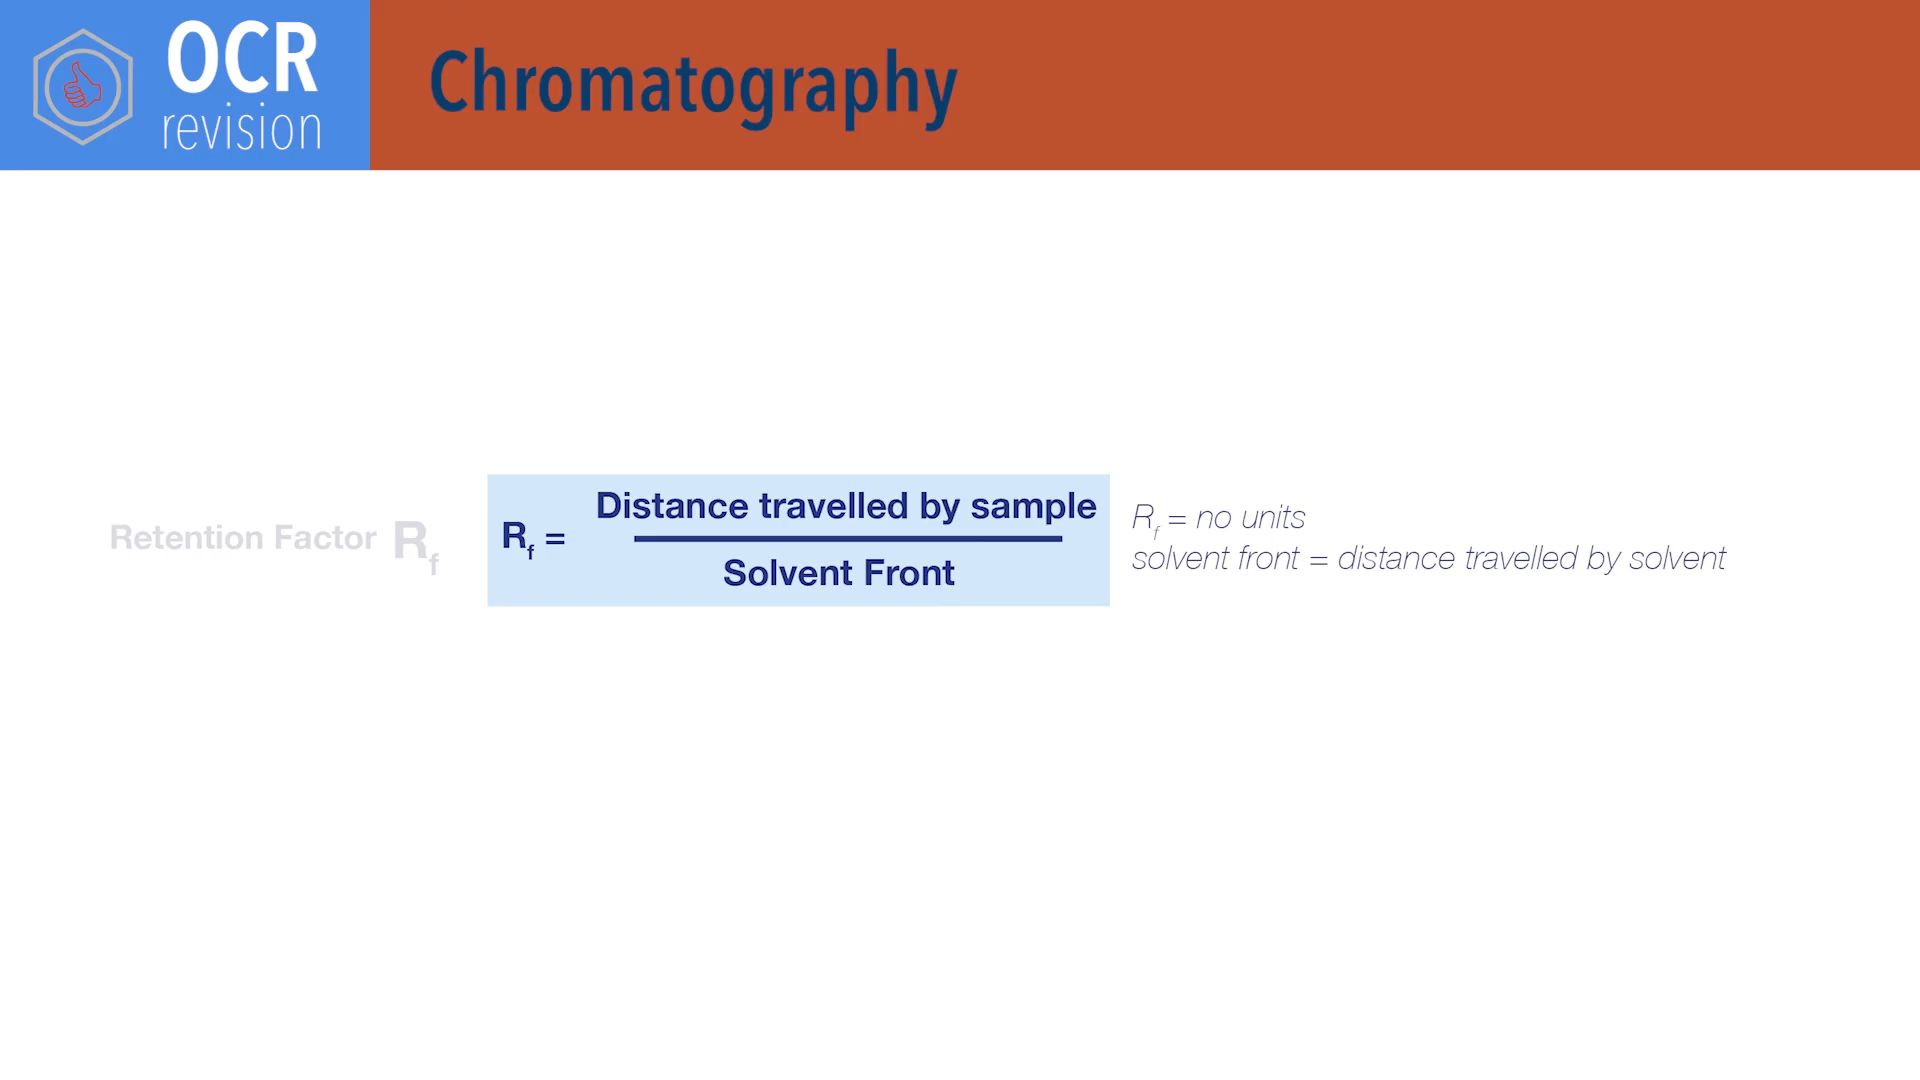 OCR
revision
Chromatography
Retention Factor Rf
Rf = Distance travelled by sample
Solvent Front
Rf = no units
solvent front = distance travelled by solvent